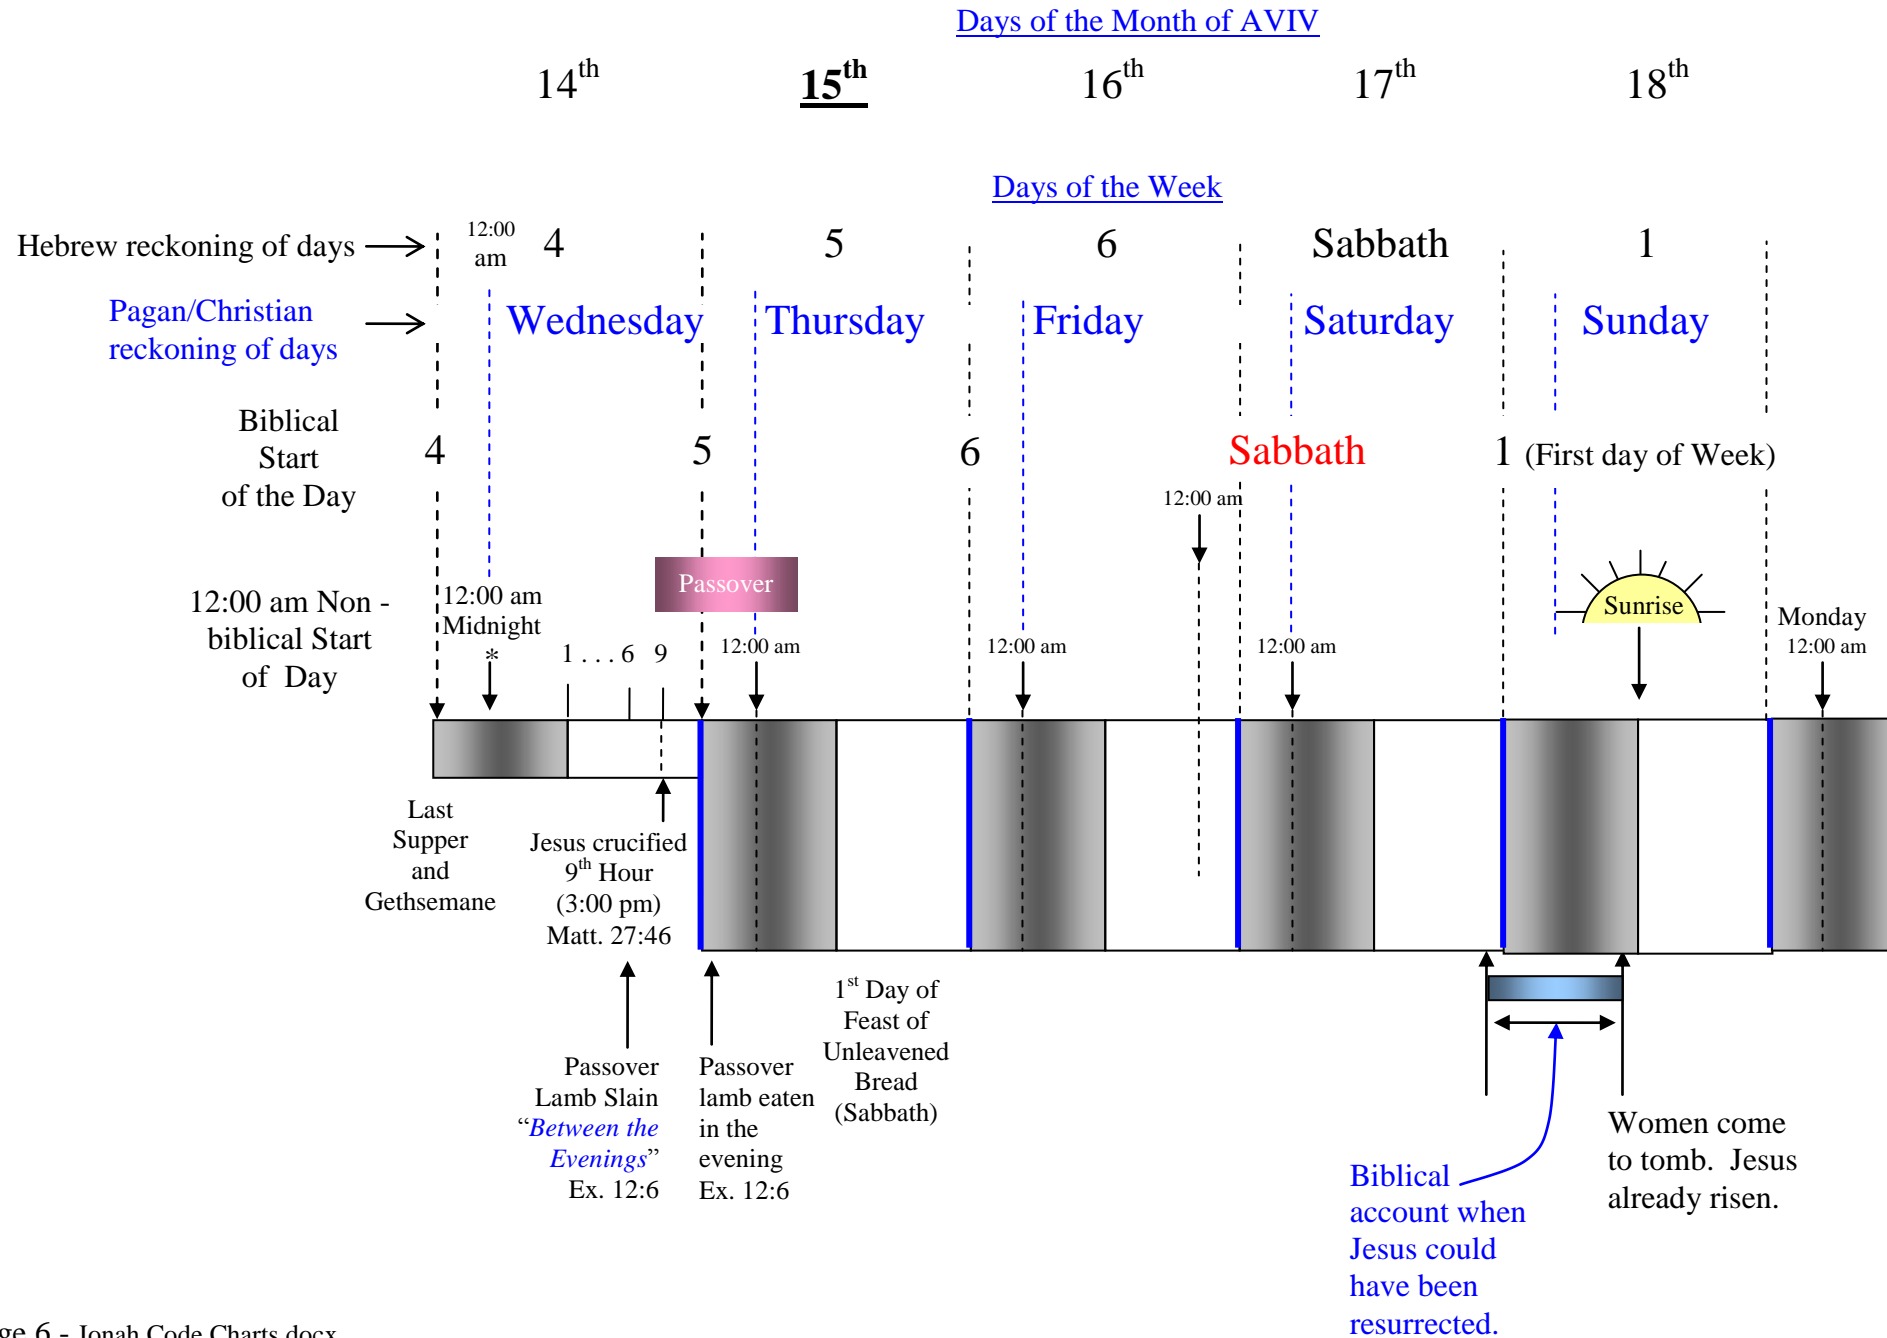 Days of the Month of AVIV
14th 15th 16th 17th 18th
Days of the Week
Hebrew reckoning of days
12:00
am
4 5 6 Sabbath 1
Pagan/Christian
reckoning of days
Wednesday Thursday Friday Saturday Sunday
Biblical
Start
of the Day
4 5 6 Sabbath 1 (First day of Week)
12:00 am
12:00 am Non -
biblical Start
of Day
12:00 am
Midnight
*
1 . . . 6 9
Passover
12:00 am
12:00 am
12:00 am
Sunrise
Monday
12:00 am
Last
Supper
and
Gethsemane
Jesus crucified
9th Hour
(3:00 pm)
Matt. 27:46
Passover
Lamb Slain
“Between the
Evenings”
Ex. 12:6
Passover
lamb eaten
in the
evening
Ex. 12:6
1st Day of
Feast of
Unleavened
Bread
(Sabbath)
Biblical
account when
Jesus could
have been
resurrected.
Women come
to tomb. Jesus
already risen.
ge 6 - Jonah Code Charts.docx